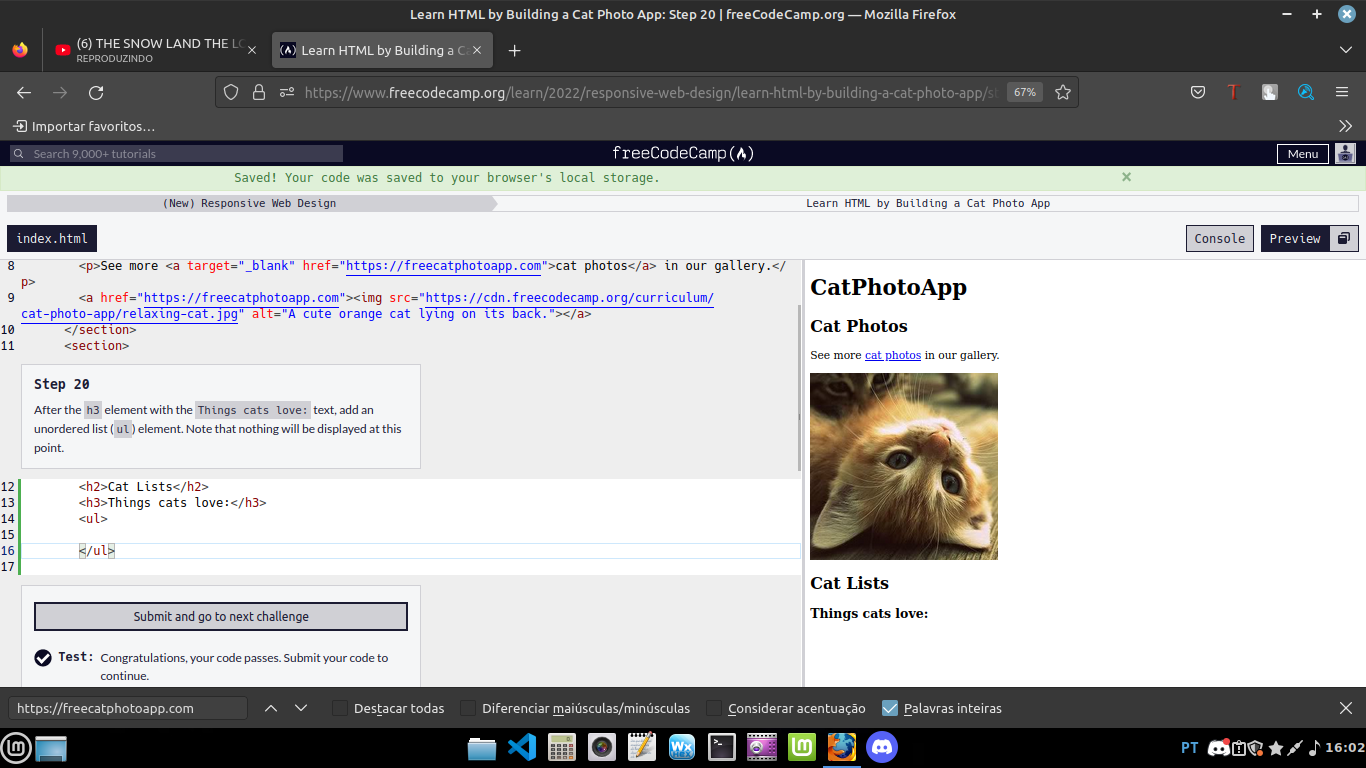 Learn HTML by Building a Cat Photo App: Step 20 | freeCodeCamp.org — Mozilla Firefox
(6) THE SNOW LAND THE
REPRODUZINDO
Learn HTML by Building a C
https://www.freecodecamp.org/learn/2022/responsive-web-design/learn-html-by-building-a-cat-photo-app/s
67%
Importar favoritos…
Search 9,000+ tutorials
freeCodeCamp
Menu
Saved! Your code was saved to your browser's local storage.
(New) Responsive Web Design
Learn HTML by Building a Cat Photo App
index.html
Console
Preview
8 <p>See more <a target="_blank" href="https://freecatphotoapp.com">cat photos</a> in our gallery.</
p>
9 <a href="https://freecatphotoapp.com"><img src="https://cdn.freecodecamp.org/curriculum/
cat-photo-app/relaxing-cat.jpg" alt="A cute orange cat lying on its back."></a>
10 </section>
11 <section>
Step 20
After the h3 element with the Things cats love: text, add an
unordered list (ul) element. Note that nothing will be displayed at this
point.
12 <h2>Cat Lists</h2>
13 <h3>Things cats love:</h3>
14 <ul>
15
16 </ul>
17
Submit and go to next challenge
Test: Congratulations, your code passes. Submit your code to
continue.
CatPhotoApp
Cat Photos
See more cat photos in our gallery.
Cat Lists
Things cats love:
https://freecatphotoapp.com
Destacar todas
Diferenciar maiúsculas/minúsculas
Considerar acentuação
Palavras inteiras
PT
16:02